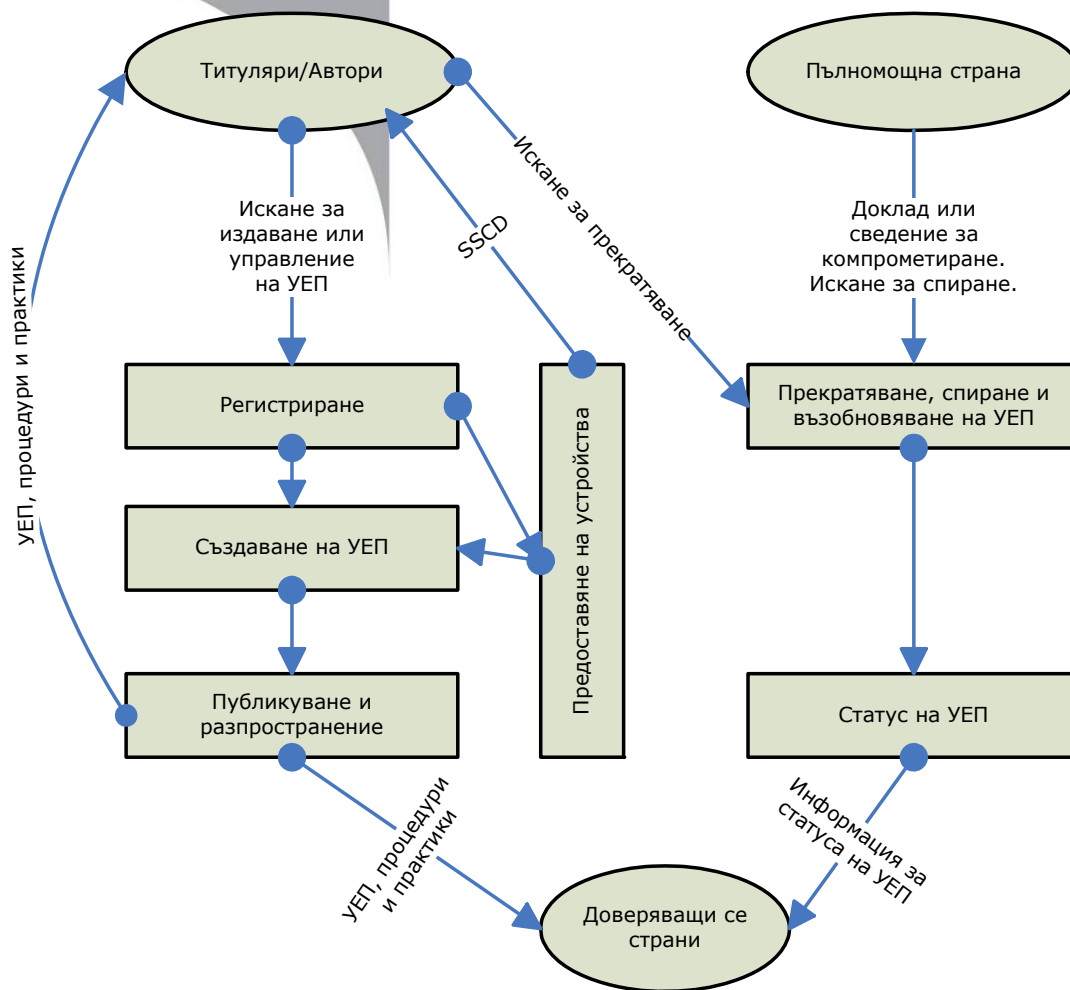 Титуляри/Автори
Пълномощна страна
Искане за
издаване или
управление
на УЕП
SSCD
Искане за прекратяване
Доклад или
сведение за
компрометиране.
Искане за спиране.
УЕП, процедури и практики
Регистриране
Предоставяне на устройства
Прекратяване, спиране и
възобновяване на УЕП
Създаване на УЕП
Публикуване и
разпространение
Статус на УЕП
УЕП, процедури
и практики
Информация за
статуса на УЕП
Доверяващи се
страни